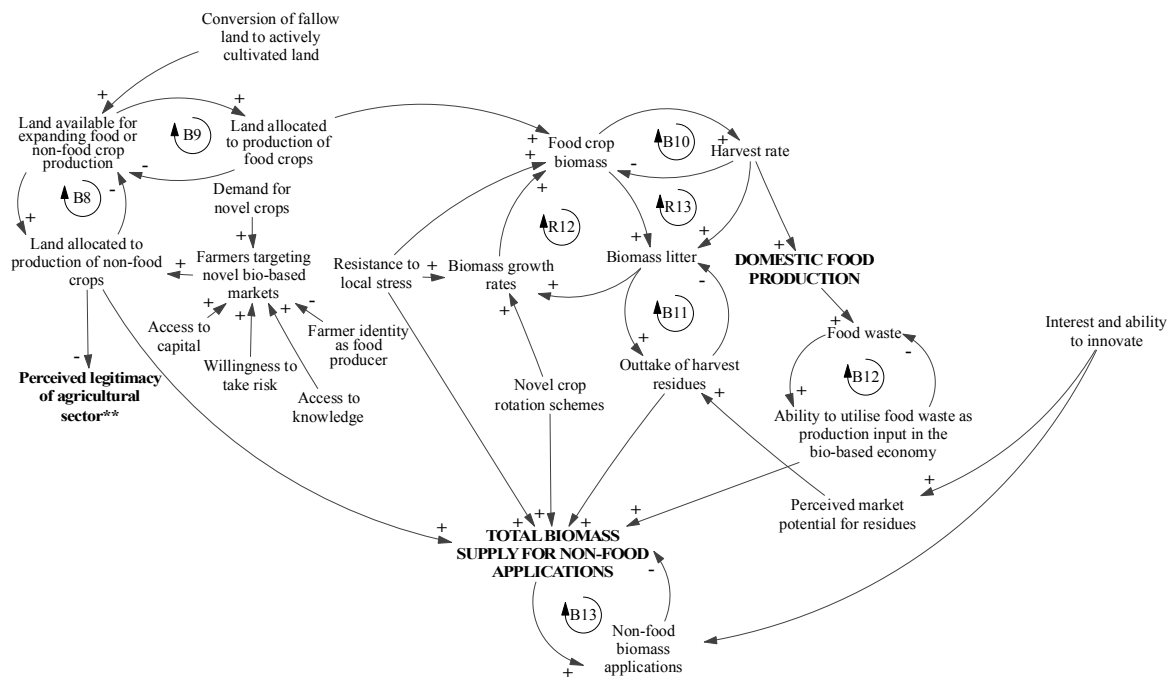 Conversion of fallow
land to actively
cultivated land
+
+
Land available for
expanding food or
non-food crop
production
B9
Land allocated
to production of
food crops
-
-
B8
+
Land allocated to
production of non-food
crops
Demand for
novel crops
+
+
Farmers targeting
novel bio-based
markets
+
+
+
-
Access to
capital
Willingness to
take risk
Access to
knowledge
Farmer identity
as food
producer
-
Perceived legitimacy
of agricultural
sector**
+
+
Food crop
biomass
+
-
B10
+
Harvest rate
R12
R13
Resistance to
local stress
+
Biomass growth
rates
+
+
+
+
Biomass litter
-
B11
+
Outtake of harvest
residues
+
Novel crop
rotation schemes
+
DOMESTIC FOOD
PRODUCTION
+
Food waste
-
B12
+
Ability to utilise food waste as
production input in the
bio-based economy
Interest and ability
to innovate
+
Perceived market
potential for residues
+
+
+
+
+
TOTAL BIOMASS
SUPPLY FOR NON-FOOD
APPLICATIONS
-
B13
Non-food
biomass
applications
+